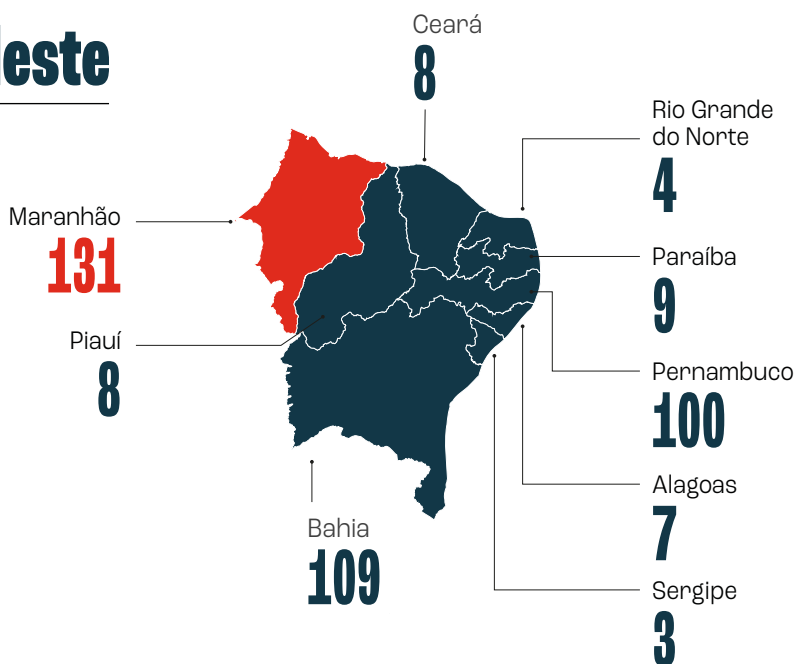 este
Ceará
8
Rio Grande
do Norte
4
Maranhão
131
Paraíba
9
Piauí
8
Pernambuco
100
Alagoas
7
Bahia
109
Sergipe
3